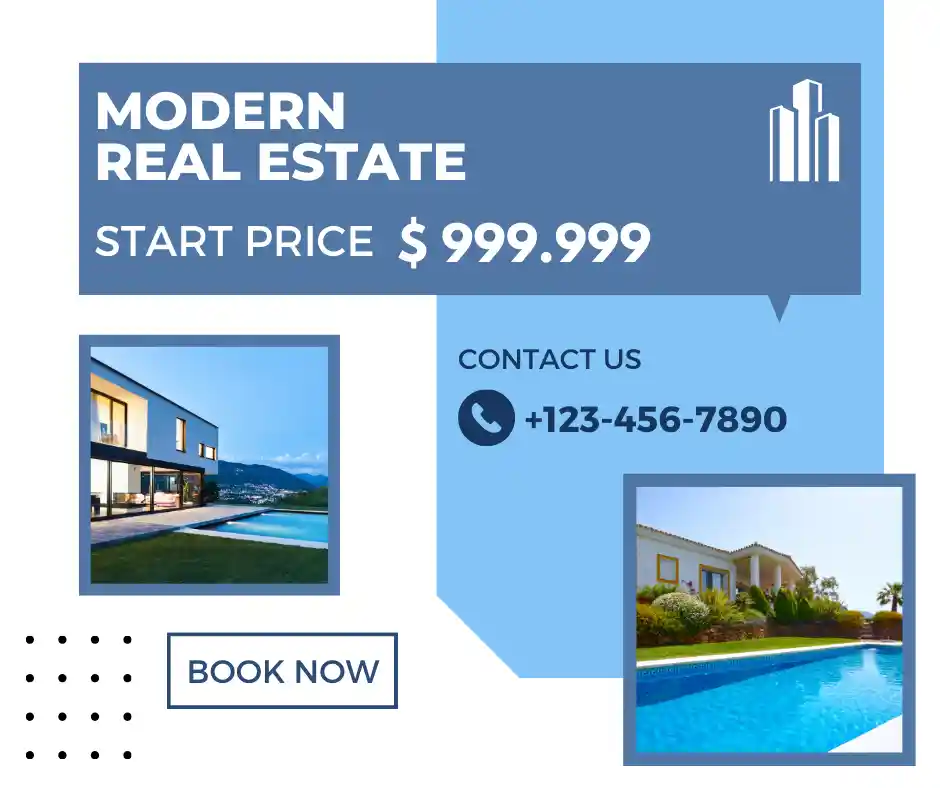 MODERN
REAL ESTATE
START PRICE $ 999.999
CONTACT US
+123-456-7890
BOOK NOW